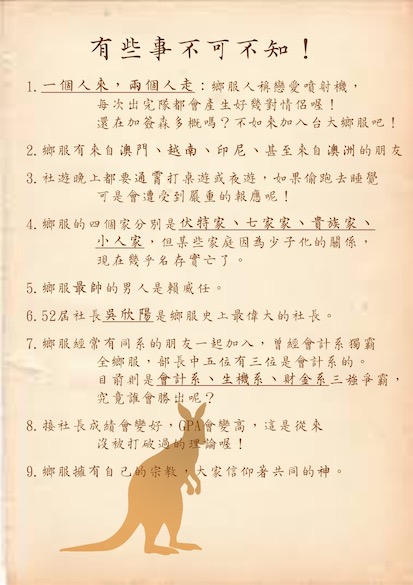 有些事不可不知！
1.一個人來，兩個人走：鄉服人稱戀愛噴射機，
每次出完隊都會產生好幾對情侶喔！
還在加簽森多概嗎？不如來加入台大鄉服吧！
2.鄉服有來自澳門、越南、印尼、甚至來自澳洲的朋友
3.社遊晚上都要通霄打桌遊或夜遊，如果偷跑去睡覺
可是會遭受到嚴重的報應呢！
4.鄉服的四個家分別是伏特家、七家家、貴族家、
小人家，但某些家庭因為少子化的關係，
現在幾乎名存實亡了。
5.鄉服最帥的男人是賴威任。
6.52屆社長吳欣陽是鄉服史上最偉大的社長。
7.鄉服經常有同系的朋友一起加入，曾經會計系獨霸
全鄉服，部長中五位有三位是會計系的。
目前則是會計系、生機系、財金系三強爭霸，
究竟誰會勝出呢？
8.接社長成績會變好，GPA會變高，這是從來
沒被打破過的理論喔！
9.鄉服擁有自己的宗教，大家信仰著共同的神。